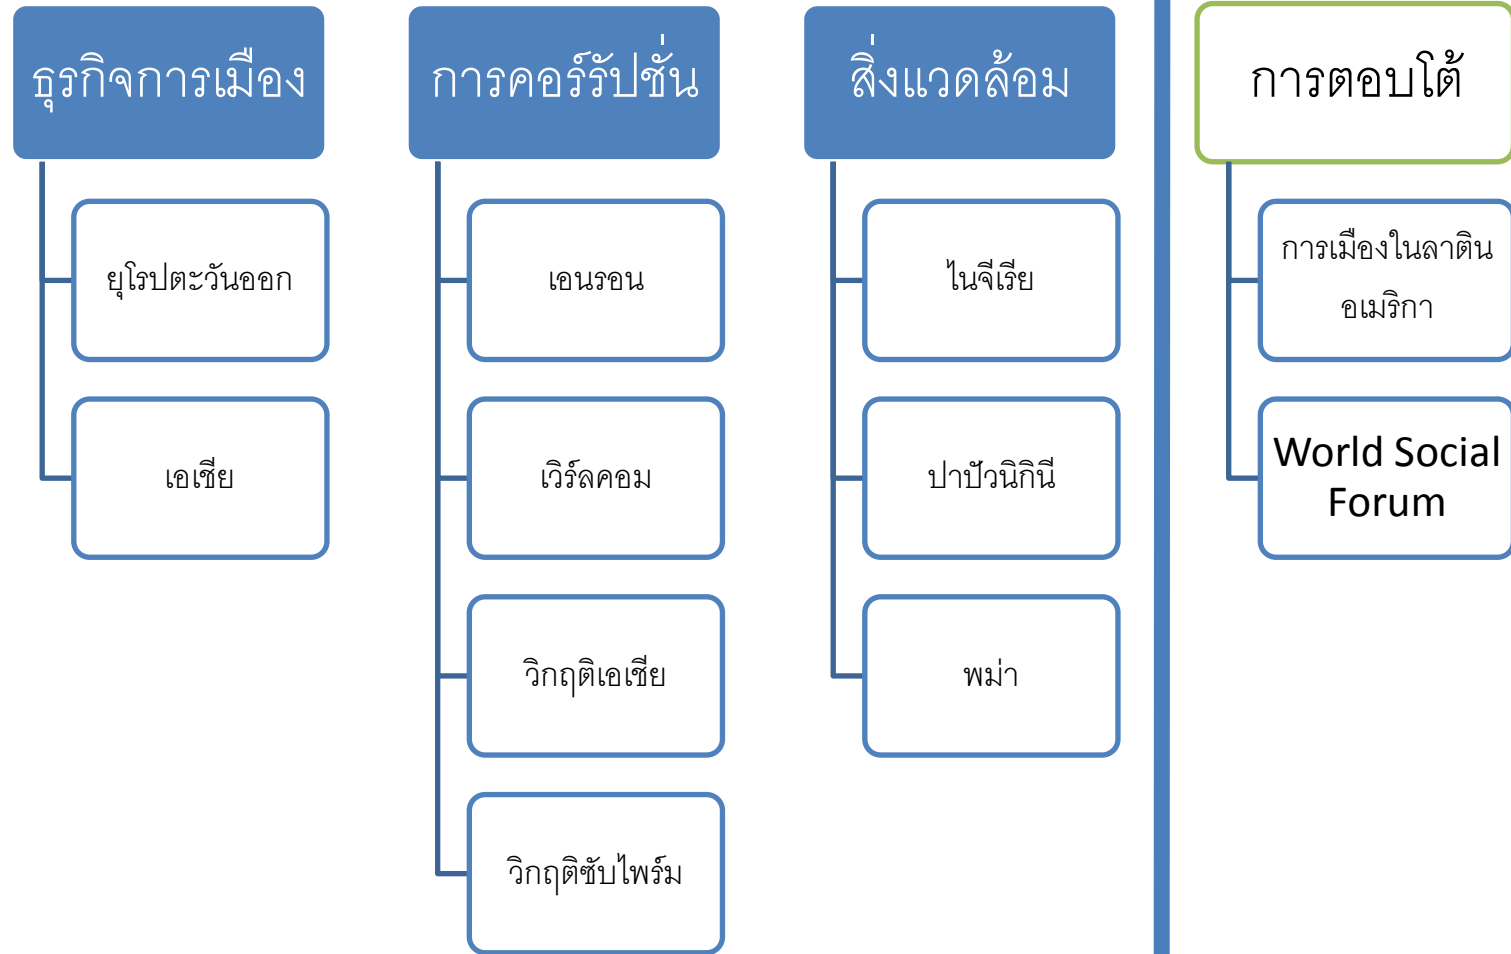 ธุรกิจการเมือง
ยุโรปตะวันออก
เอเชีย
การคอร์รัปชั่น
เอนรอน
เวิร์ลคอม
วิกฤติเอเชีย
วิกฤติซับไพร์ม
สิ่งแวดล้อม
ไนจีเรีย
ปาปัวนิกินี
พม่า
การตอบโต้
การเมืองในลาติน
อเมริกา
World Social
Forum